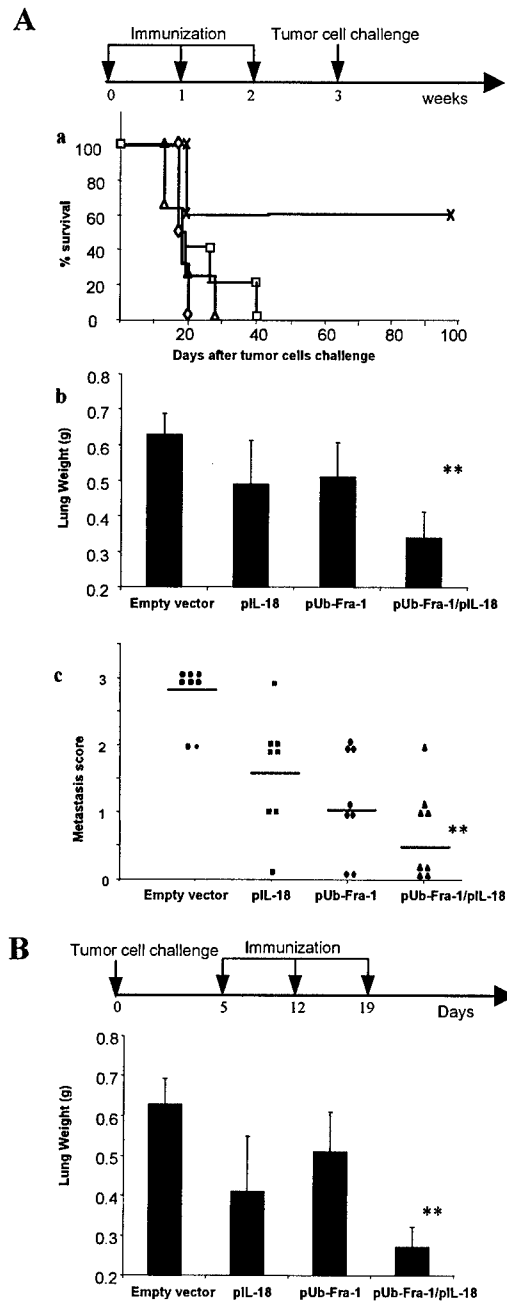 A
Immunization Tumor cell challenge
0 1 2 3 weeks
a
% survival
100
80
60
40
20
0
20 40 60 80 100
Days after tumor cells challenge
b
Lung Weight (g)
0.8
0.7
0.6
0.5
0.4
0.3
0.2
**
Empty vector pIL-18 pUb-Fra-1 pUb-Fra-1/pIL-18
c
Metastasis score
3
2
1
0
**
Empty vector pIL-18 pUb-Fra-1 pUb-Fra-1/pIL-18
B
Tumor cell challenge Immunization
0 5 12 19 Days
Lung Weight (g)
0.8
0.7
0.6
0.5
0.4
0.3
0.2
**
Empty vector pIL-18 pUb-Fra-1 pUb-Fra-1/pIL-18